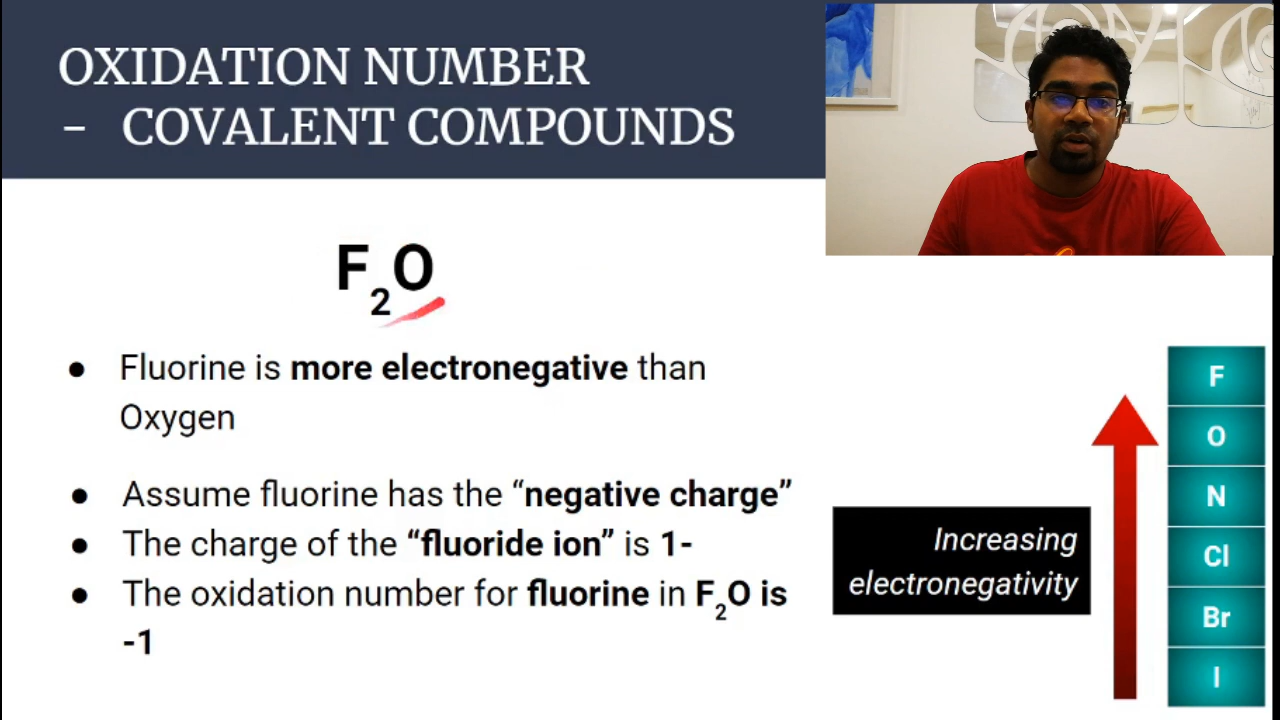 OXIDATION NUMBER
- COVALENT COMPOUNDS
F₂O
● Fluorine is more electronegative than
Oxygen
● Assume fluorine has the “negative charge”
● The charge of the “fluoride ion” is 1-
● The oxidation number for fluorine in F₂O is
-1
Increasing
electronegativity
F
O
N
Cl
Br
I